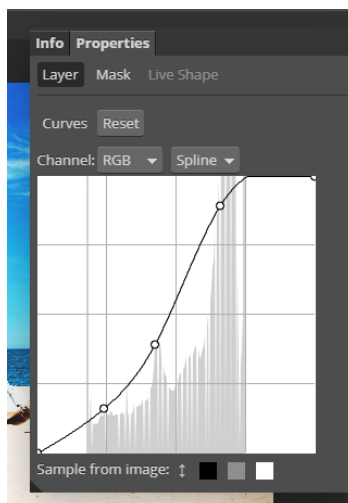 Info Properties
Layer Mask Live Shape
Curves Reset
Channel: RGB Spline
Sample from image: